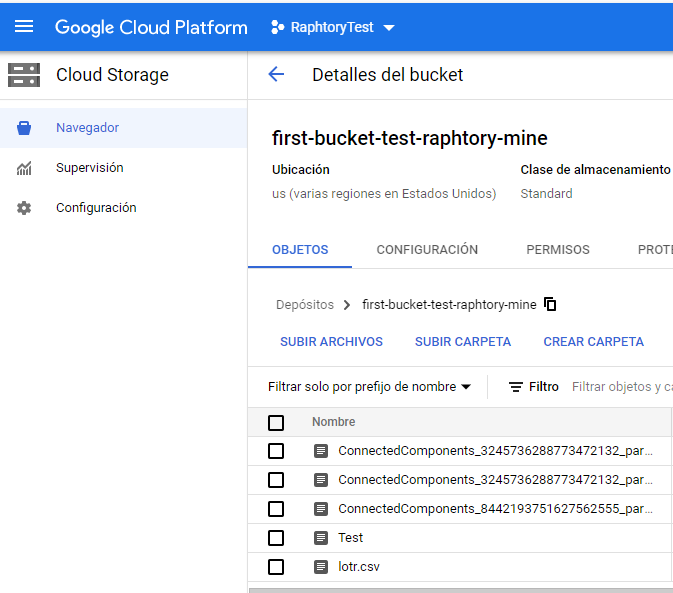 Google Cloud Platform RaphtoryTest
Cloud Storage
Navegador
Supervisión
Configuración
Detalles del bucket
first-bucket-test-raphtory-mine
Ubicación Clase de almacenamiento
us (varias regiones en Estados Unidos) Standard
OBJETOS CONFIGURACIÓN PERMISOS PROTE
Depósitos first-bucket-test-raphtory-mine
SUBIR ARCHIVOS SUBIR CARPETA CREAR CARPETA
Filtrar solo por prefijo de nombre Filtro Filtrar objetos y ca
Nombre
ConnectedComponents_3245736288773472132_par...
ConnectedComponents_3245736288773472132_par...
ConnectedComponents_8442193751627562555_par...
Test
lotr.csv